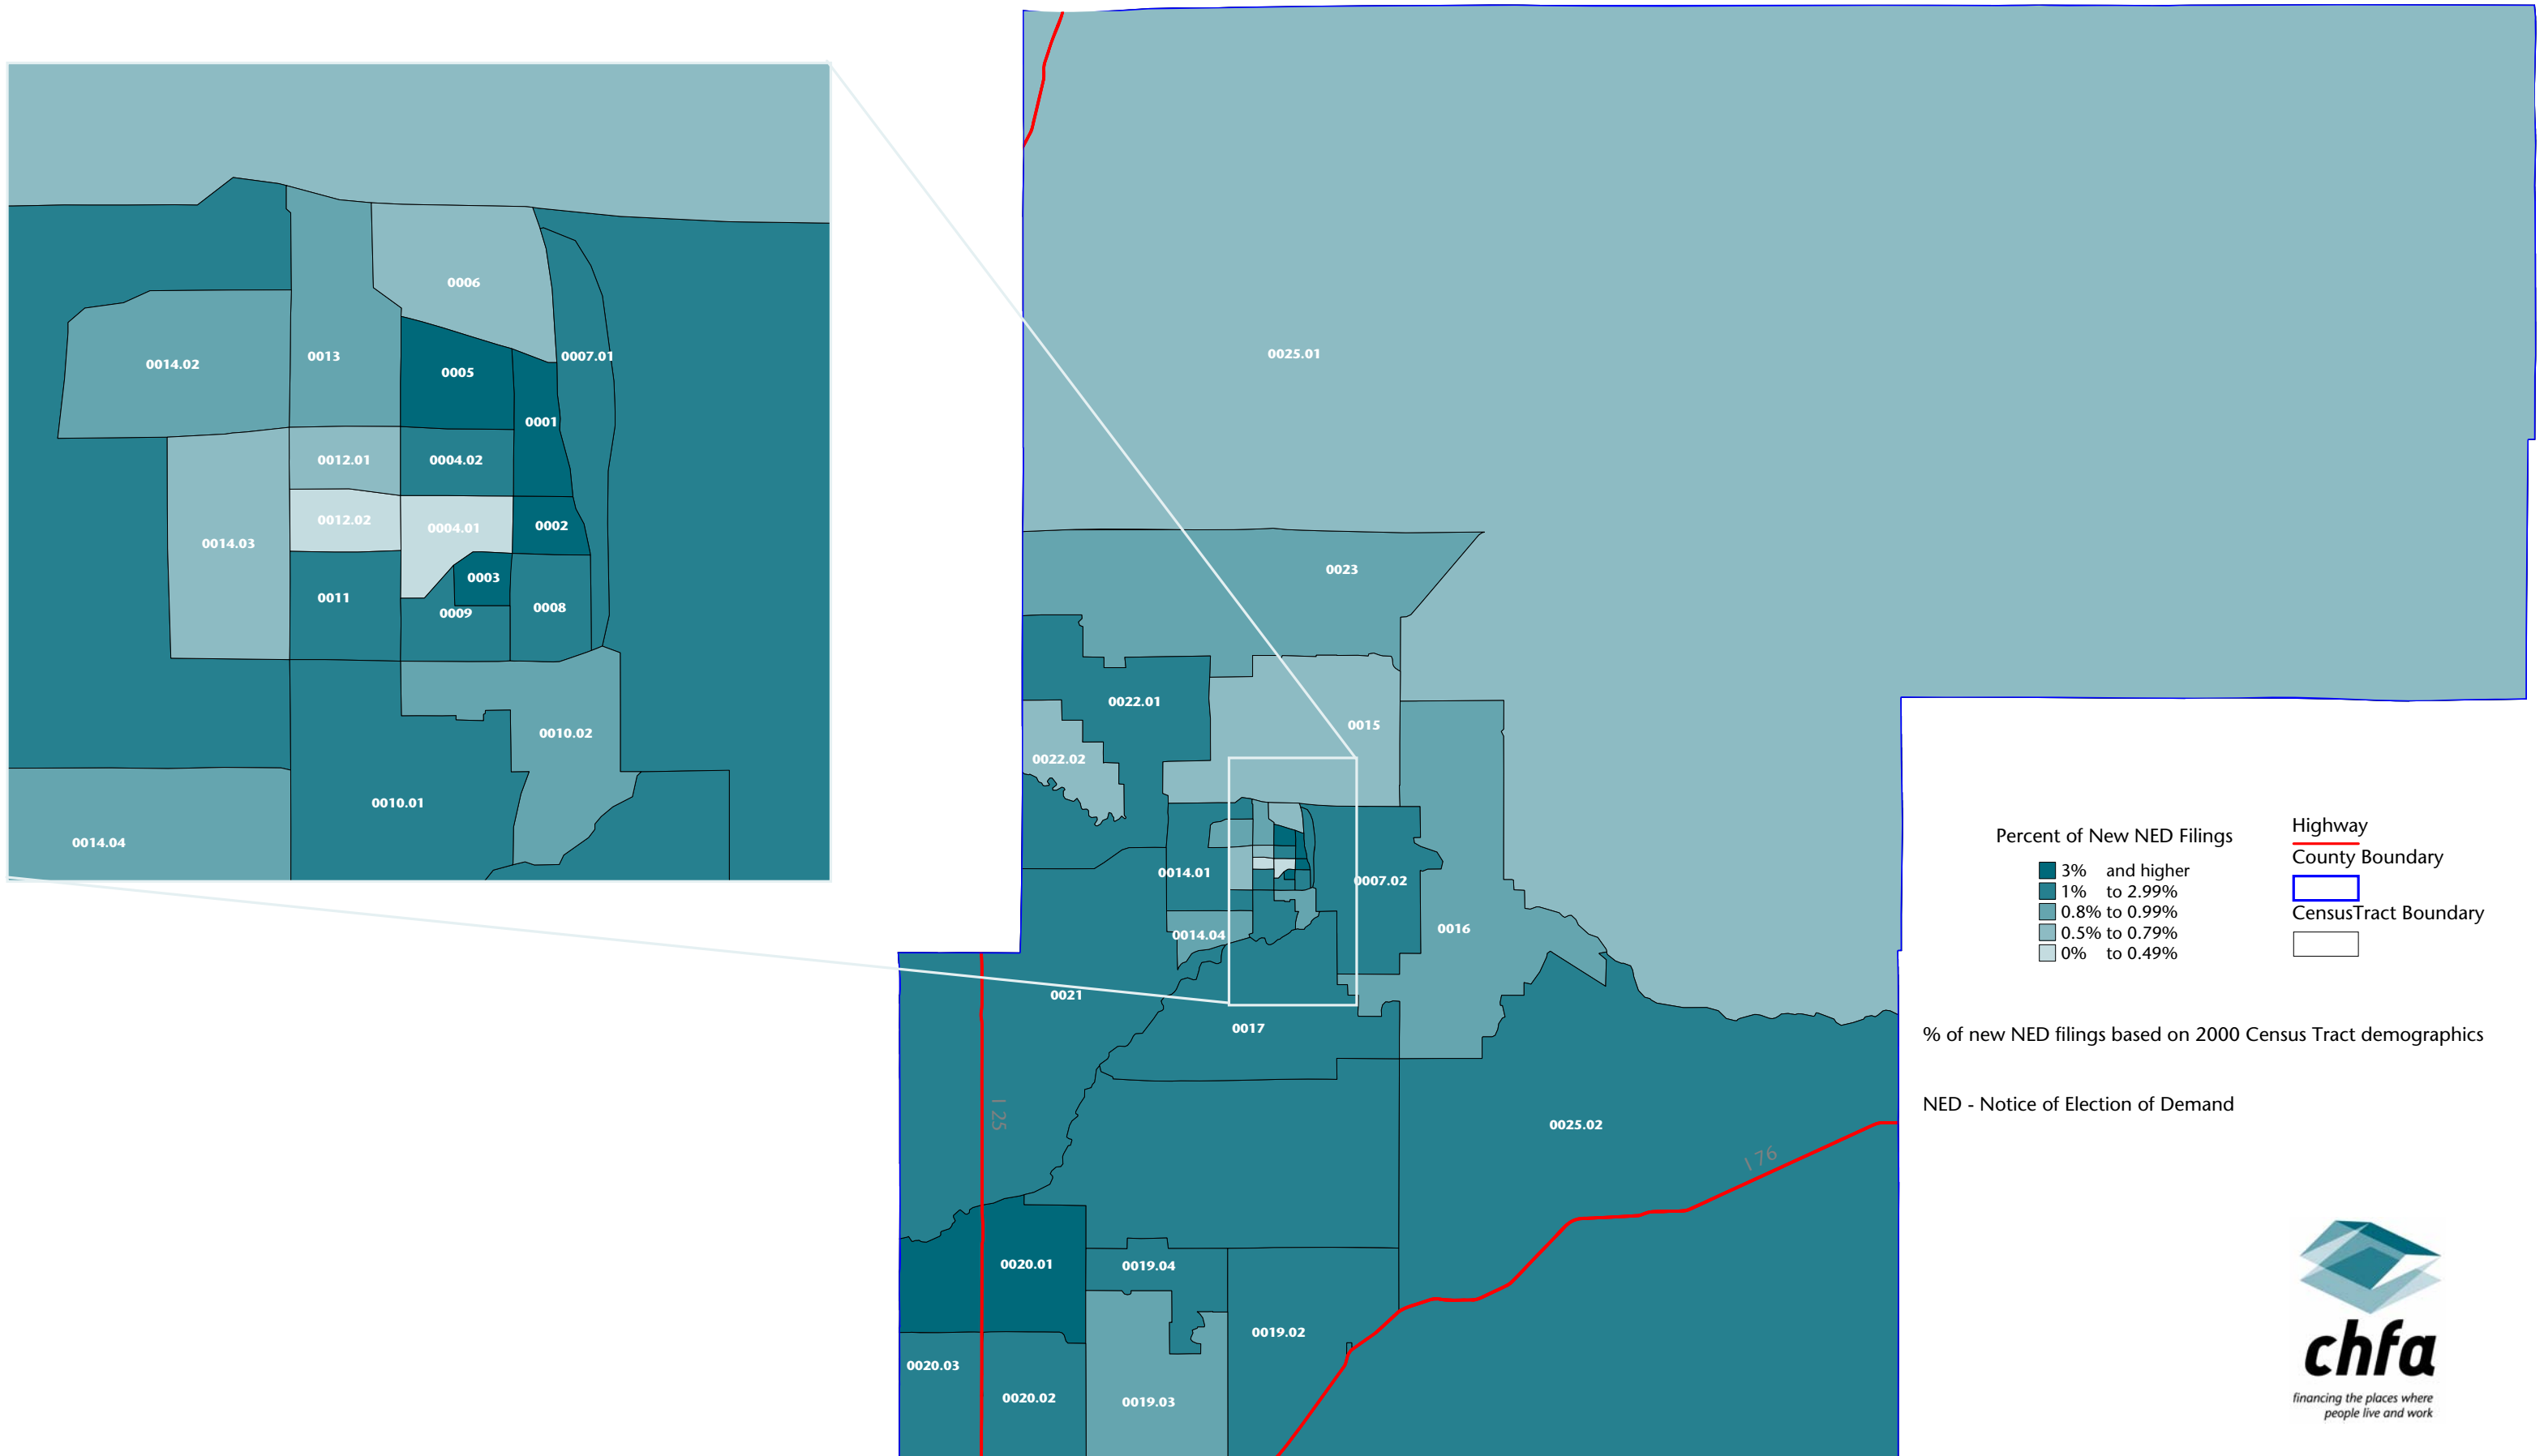 0006
0013
0007.01
0014.02
0005
0001
0012.01
0004.02
0012.02
0004.01
0002
0014.03
0003
0011
0008
0009
0010.02
0010.01
0014.04
0025.01
0023
0022.01
0015
0022.02
0014.01
0007.02
0014.04
0016
0021
0017
I 25
0025.02
I 76
0020.01
0019.04
0019.02
0020.03
0020.02
0019.03
Percent of New NED Filings
3% and higher
1% to 2.99%
0.8% to 0.99%
0.5% to 0.79%
0% to 0.49%
Highway
County Boundary
CensusTract Boundary
% of new NED filings based on 2000 Census Tract demographics
NED - Notice of Election of Demand
chfa
financing the places where
people live and work